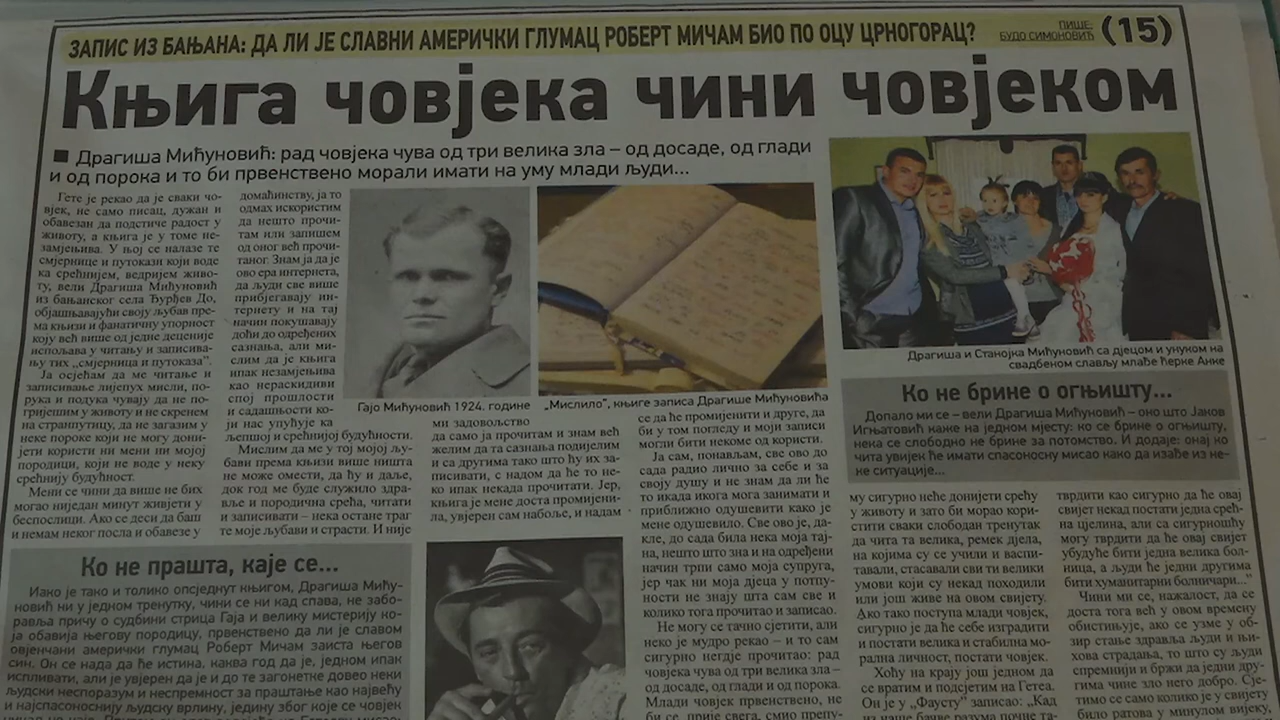 ЗАПИС ИЗ БАЊАНА: ДА ЛИ ЈЕ СЛАВНИ АМЕРИЧКИ ГЛУМАЦ РОБЕРТ МИЧАМ БИО ПО ОЦУ ЦРНОГОРАЦ?
ПИШЕ:
БУДО СИМОНОВИЋ
(15)
Књига човјека чини човјеком
■ Драгиша Мићуновић: рад човјека чува од три велика зла – од досаде, од глади
и од порока и то би првенствено морали имати на уму млади људи...
Гете је рекао да је сваки чо-
вјек, не само писац, дужан и
обавезан да подстиче радост у
животу, а књига је у томе не-
замјењива. У њој се налазе те
смјернице и путокази који воде
ка срећнијем, ведријем живо-
ту, вели Драгиша Мићуновић
из бањанског села Ђурђев До,
објашњавајући своју љубав пре-
ма књизи и фанатичну упорност
коју већ више од једне деценије
испољава у читању и записива-
њу тих „смјерница и путоказа”.
Ја осјећам да ме читање и
записивање лијепух мисли, по-
рука и подука чувају да не по-
гријешим у животу и не скренем
на странпутицу, да не загазим у
неке пороке који не могу дони-
јети користи ни мени ни мојој
породици, који не воде у неку
срећнију будућност.
Мени се чини да више не бих
могао ниједан минут живјети у
беспослици. Ако се деси да баш
и немам неког посла и обавезе у
домаћинству, ја то
одмах искористим
да нешто прочи-
там или запишем
од оног већ прочи-
таног. Знам ја да је
ово ера интернета,
да људи све више
прибјегавају ин-
тернету и на тај
начин покушавају
доћи до одређених
сазнања, али ми-
слим да је књига
ипак незамјењива
као нераскидиви
спој прошлости
и садашњости ко-
ји нас упућује ка
љепшој и срећнијој будућности.
Мислим да ме у тој мојој љу-
бави према књизи више ништа
не може омести, да ћу и даље,
док год ме буде служило здра-
вље и породична срећа, читати
и записивати – нека остане траг
те моје љубави и страсти. И није
Гајо Мићуновић 1924. године
„Мислило”, књиге записа Драгише Мићуновића
Драгиша и Станојка Мићуновић са дјецом и унуком на
свадбеном слављу млађе ћерке Анне
ми задовољство
да само ја прочитам и знам већ
желим да та сазнања подијелим
и са другима тако што ћу их за-
писивати, с надом да ће то не-
ко ипак некада прочитати. Јер,
књига је мене доста промијени-
ла, увјерен сам набоље, и надам
се да ће промијенити и друге, да
би у том погледу и моји записи
могли бити некоме од користи.
Ја сам, понављам, све ово до
сада радио лично за себе и за
своју душу и не знам да ли ће
то икада икога моћа занимати и
приближно одушевити како је
мене одушевило. Све ово је, да-
кле, до сада била нека моја тај-
на, нешто што зна и на одређени
начин трпи само моја супруга,
јер чак ни моја дјеца у потпу-
ности не знају шта сам све и
колико тога прочитао и записао.
Не могу се тачно сјетити, али
неко је мудро рекао – и то сам
сигурно негдје прочитао: рад
човјека чува од три велика зла –
од досаде, од глади и од порока.
Млади човјек првенствено, не
Ко не брине о огњишту...
Допало ми се – вели Драгиша Мићуновић – оно што Јаков
Игњатовић каже на једном мјесту: ко се брине о огњишту,
нека се слободно не брине за потомство. И додаје: онај ко
чита увијек ће имати спасоносну мисао како да изађе из не-
ке ситуације...
му сигурно неће донијети срећу
у животу и зато би морао кори-
стити сваки слободан тренутак
да чита та велика, ремек дјела,
на којима су се учили и васпи-
тавали, стасавали сви ти велики
умови који су некад походили
или још живе на овом свијету.
Ако тако поступа млади човјек,
сигурно је да ће себе изградити
и постати велика и стабилна мо-
рална личност, постати човјек.
Хоћу на крају још једном да
се вратим и подсјетим на Гетеа.
Он је у „Фаусту” записао: „Кад
тврдити као сигурно да ће овај
свијет некад постати једна срећ-
на цјелина, али са сигурношћу
могу тврдити да ће овај свијет
убудуће бити једна велика бол-
ница, а људи ће једни другима
бити хуманитарни болничари...”
Чини ми се, нажалост, да се
доста тога већ у овом времену
обистињује, ако се узме у об-
зир стање здравља људи и њи-
хова страдања, то што су људи
спремнији и бржи да једни дру-
гима чине зло него добро. Сје-
тимо се само колико је у свијету
било ратова у минулом вијеку,
Ко не прашта, каје се...
Иако је тако и толико опсједнут књигом, Драгиша Мићу-
новић ни у једном тренутку, чини се ни кад спава, не забо-
равља причу о судбини стрица Гаја и великој мистерију ко-
ја обавија његову породицу, првенствено да ли је славом
овјенчани амерички глумац Роберт Мичам заиста његов
син. Он се нада да ће истина, каква год да је, једном ипак
испливати, али је увјерен да је и до те загонетке довео неки
људски неспоразум и неспремност за праштање као највећу
и најспасоноснију људску врлину, једину због које се човјек